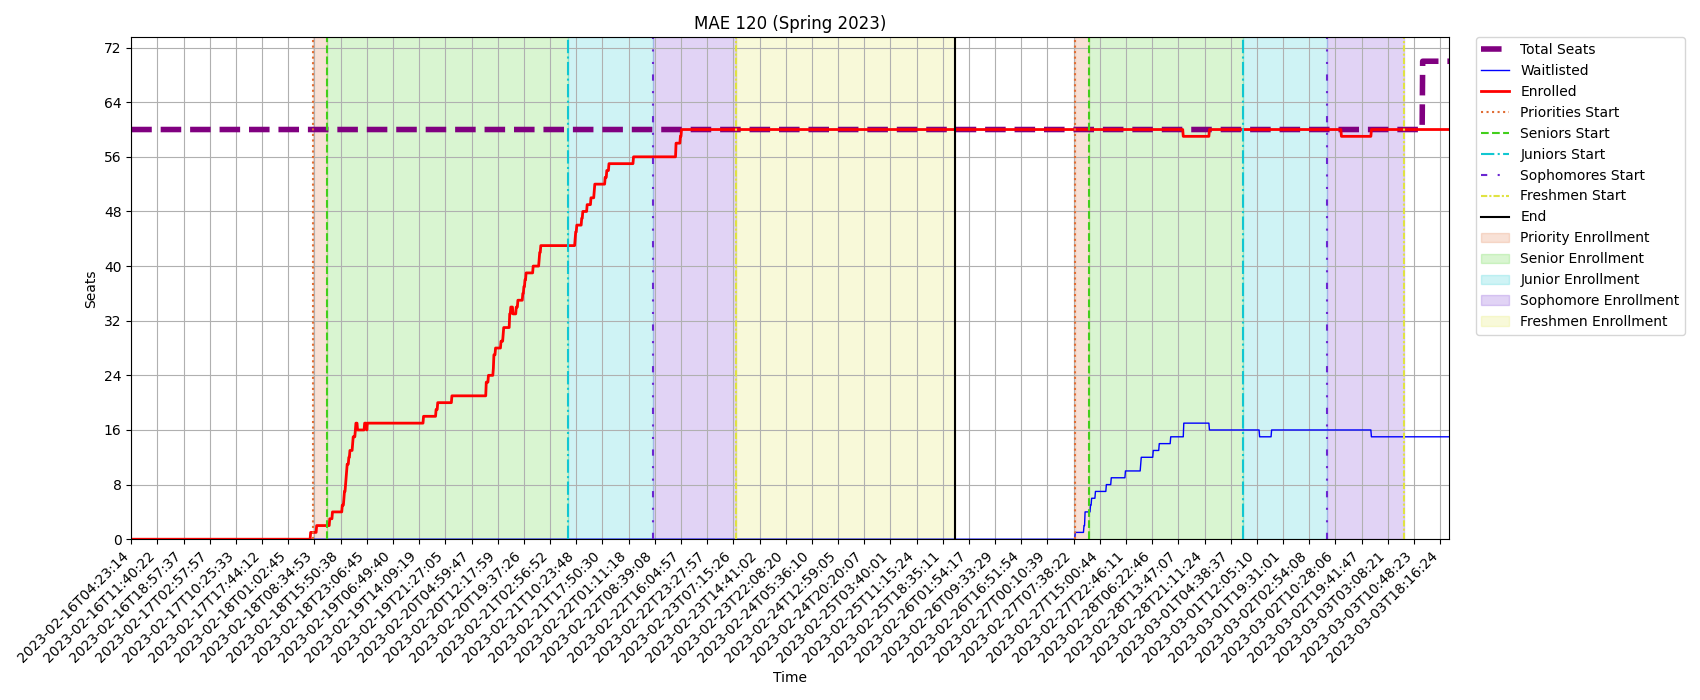 MAE 120 (Spring 2023)
Seats
72
64
56
48
40
32
24
16
8
0
2023-02-16T04:23:14
2023-02-16T11:40:22
2023-02-16T18:57:37
2023-02-17T02:57:57
2023-02-17T10:25:33
2023-02-17T17:44:12
2023-02-18T01:02:45
2023-02-18T08:34:53
2023-02-18T15:50:38
2023-02-18T23:06:45
2023-02-19T06:49:40
2023-02-19T14:09:19
2023-02-19T21:27:05
2023-02-20T04:59:47
2023-02-20T12:17:59
2023-02-20T19:37:26
2023-02-21T02:56:52
2023-02-21T10:23:48
2023-02-21T17:50:30
2023-02-22T01:11:18
2023-02-22T08:39:08
2023-02-22T16:04:57
2023-02-22T23:27:57
2023-02-23T07:15:26
2023-02-23T14:41:02
2023-02-23T22:08:20
2023-02-24T05:36:10
2023-02-24T12:59:05
2023-02-24T20:20:07
2023-02-25T03:40:01
2023-02-25T11:15:24
2023-02-25T18:35:11
2023-02-26T01:54:17
2023-02-26T09:33:29
2023-02-26T16:51:54
2023-02-27T00:10:39
2023-02-27T07:38:22
2023-02-27T15:00:44
2023-02-27T22:46:11
2023-02-28T06:22:46
2023-02-28T13:47:07
2023-02-28T21:11:24
2023-03-01T04:38:37
2023-03-01T12:05:10
2023-03-01T19:31:01
2023-03-02T02:54:08
2023-03-02T10:28:06
2023-03-02T19:41:47
2023-03-03T03:08:21
2023-03-03T10:48:23
2023-03-03T18:16:24
Time
Total Seats
Waitlisted
Enrolled
Priorities Start
Seniors Start
Juniors Start
Sophomores Start
Freshmen Start
End
Priority Enrollment
Senior Enrollment
Junior Enrollment
Sophomore Enrollment
Freshmen Enrollment